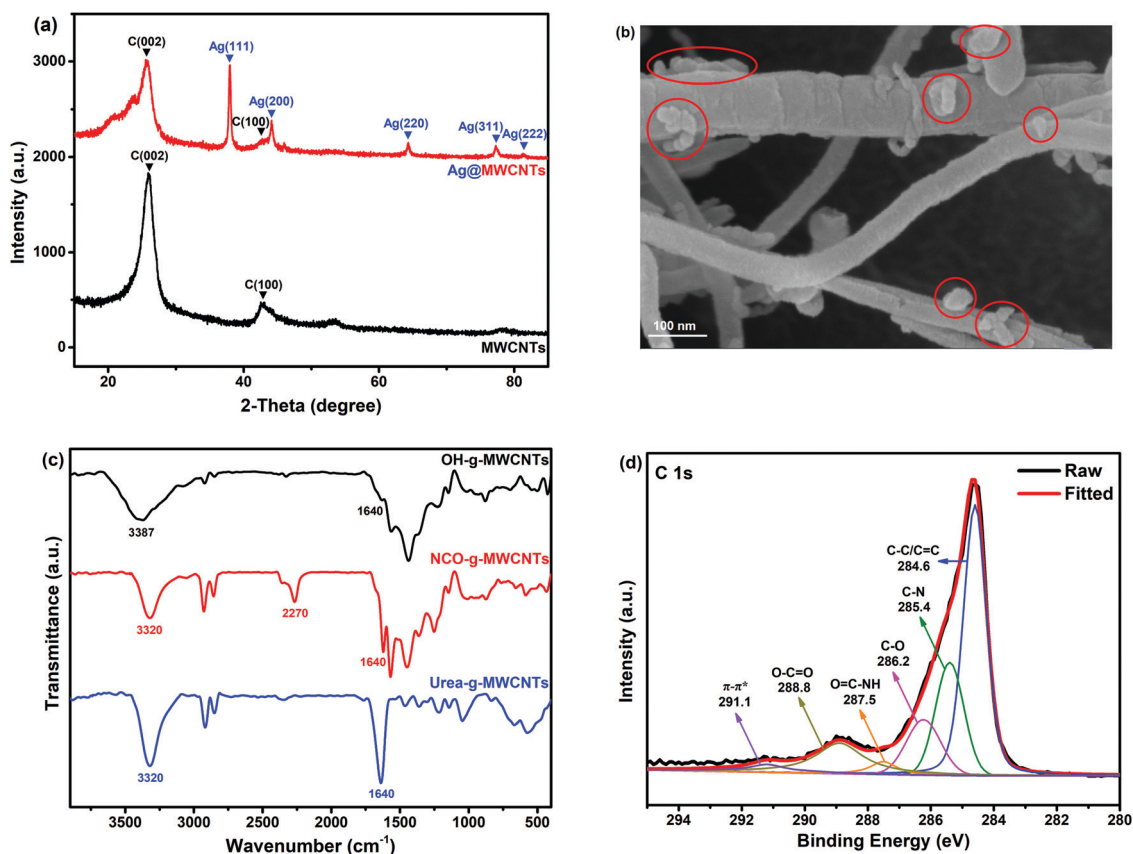 (a)
C(002)
Ag(111)
Ag(200)
C(100)
Ag(220)
Ag(311)
Ag(222)
Ag@MWCNTs
C(002)
C(100)
MWCNTs
3000
2000
1000
0
20
40
60
80
Intensity (a.u.)
2-Theta (degree)
(b)
100 nm
(c)
OH-g-MWCNTs
3387
1640
NCO-g-MWCNTs
3320
2270
1640
Urea-g-MWCNTs
3320
1640
3500
3000
2500
2000
1500
1000
500
Transmittance (a.u.)
Wavenumber (cm⁻¹)
(d)
C 1s
Raw
Fitted
C-C/C=C
284.6
C-N
285.4
C-O
286.2
O=C-NH
287.5
O-C=O
288.8
π-π*
291.1
294
292
290
288
286
284
282
280
Intensity (a.u.)
Binding Energy (eV)